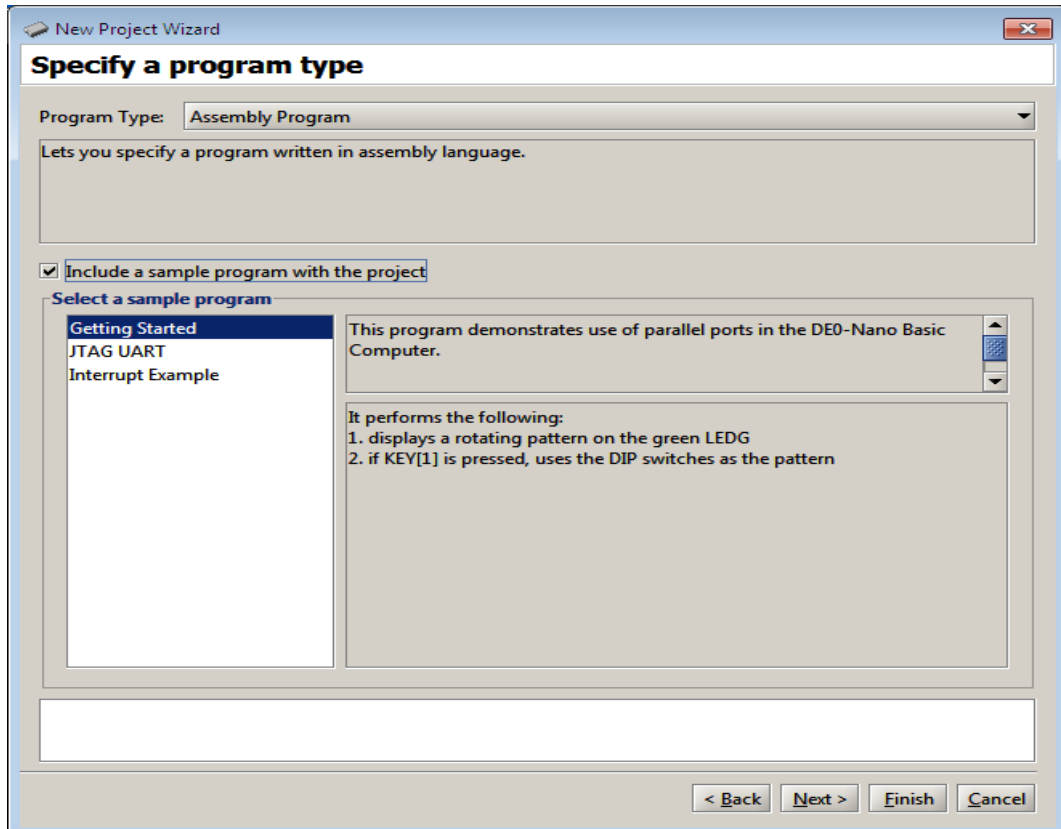 New Project Wizard
Specify a program type
Program Type: Assembly Program
Lets you specify a program written in assembly language.
Include a sample program with the project
Select a sample program
Getting Started
JTAG UART
Interrupt Example
This program demonstrates use of parallel ports in the DE0-Nano Basic
Computer.
It performs the following:
1. displays a rotating pattern on the green LEDG
2. if KEY[1] is pressed, uses the DIP switches as the pattern
< Back Next > Finish Cancel